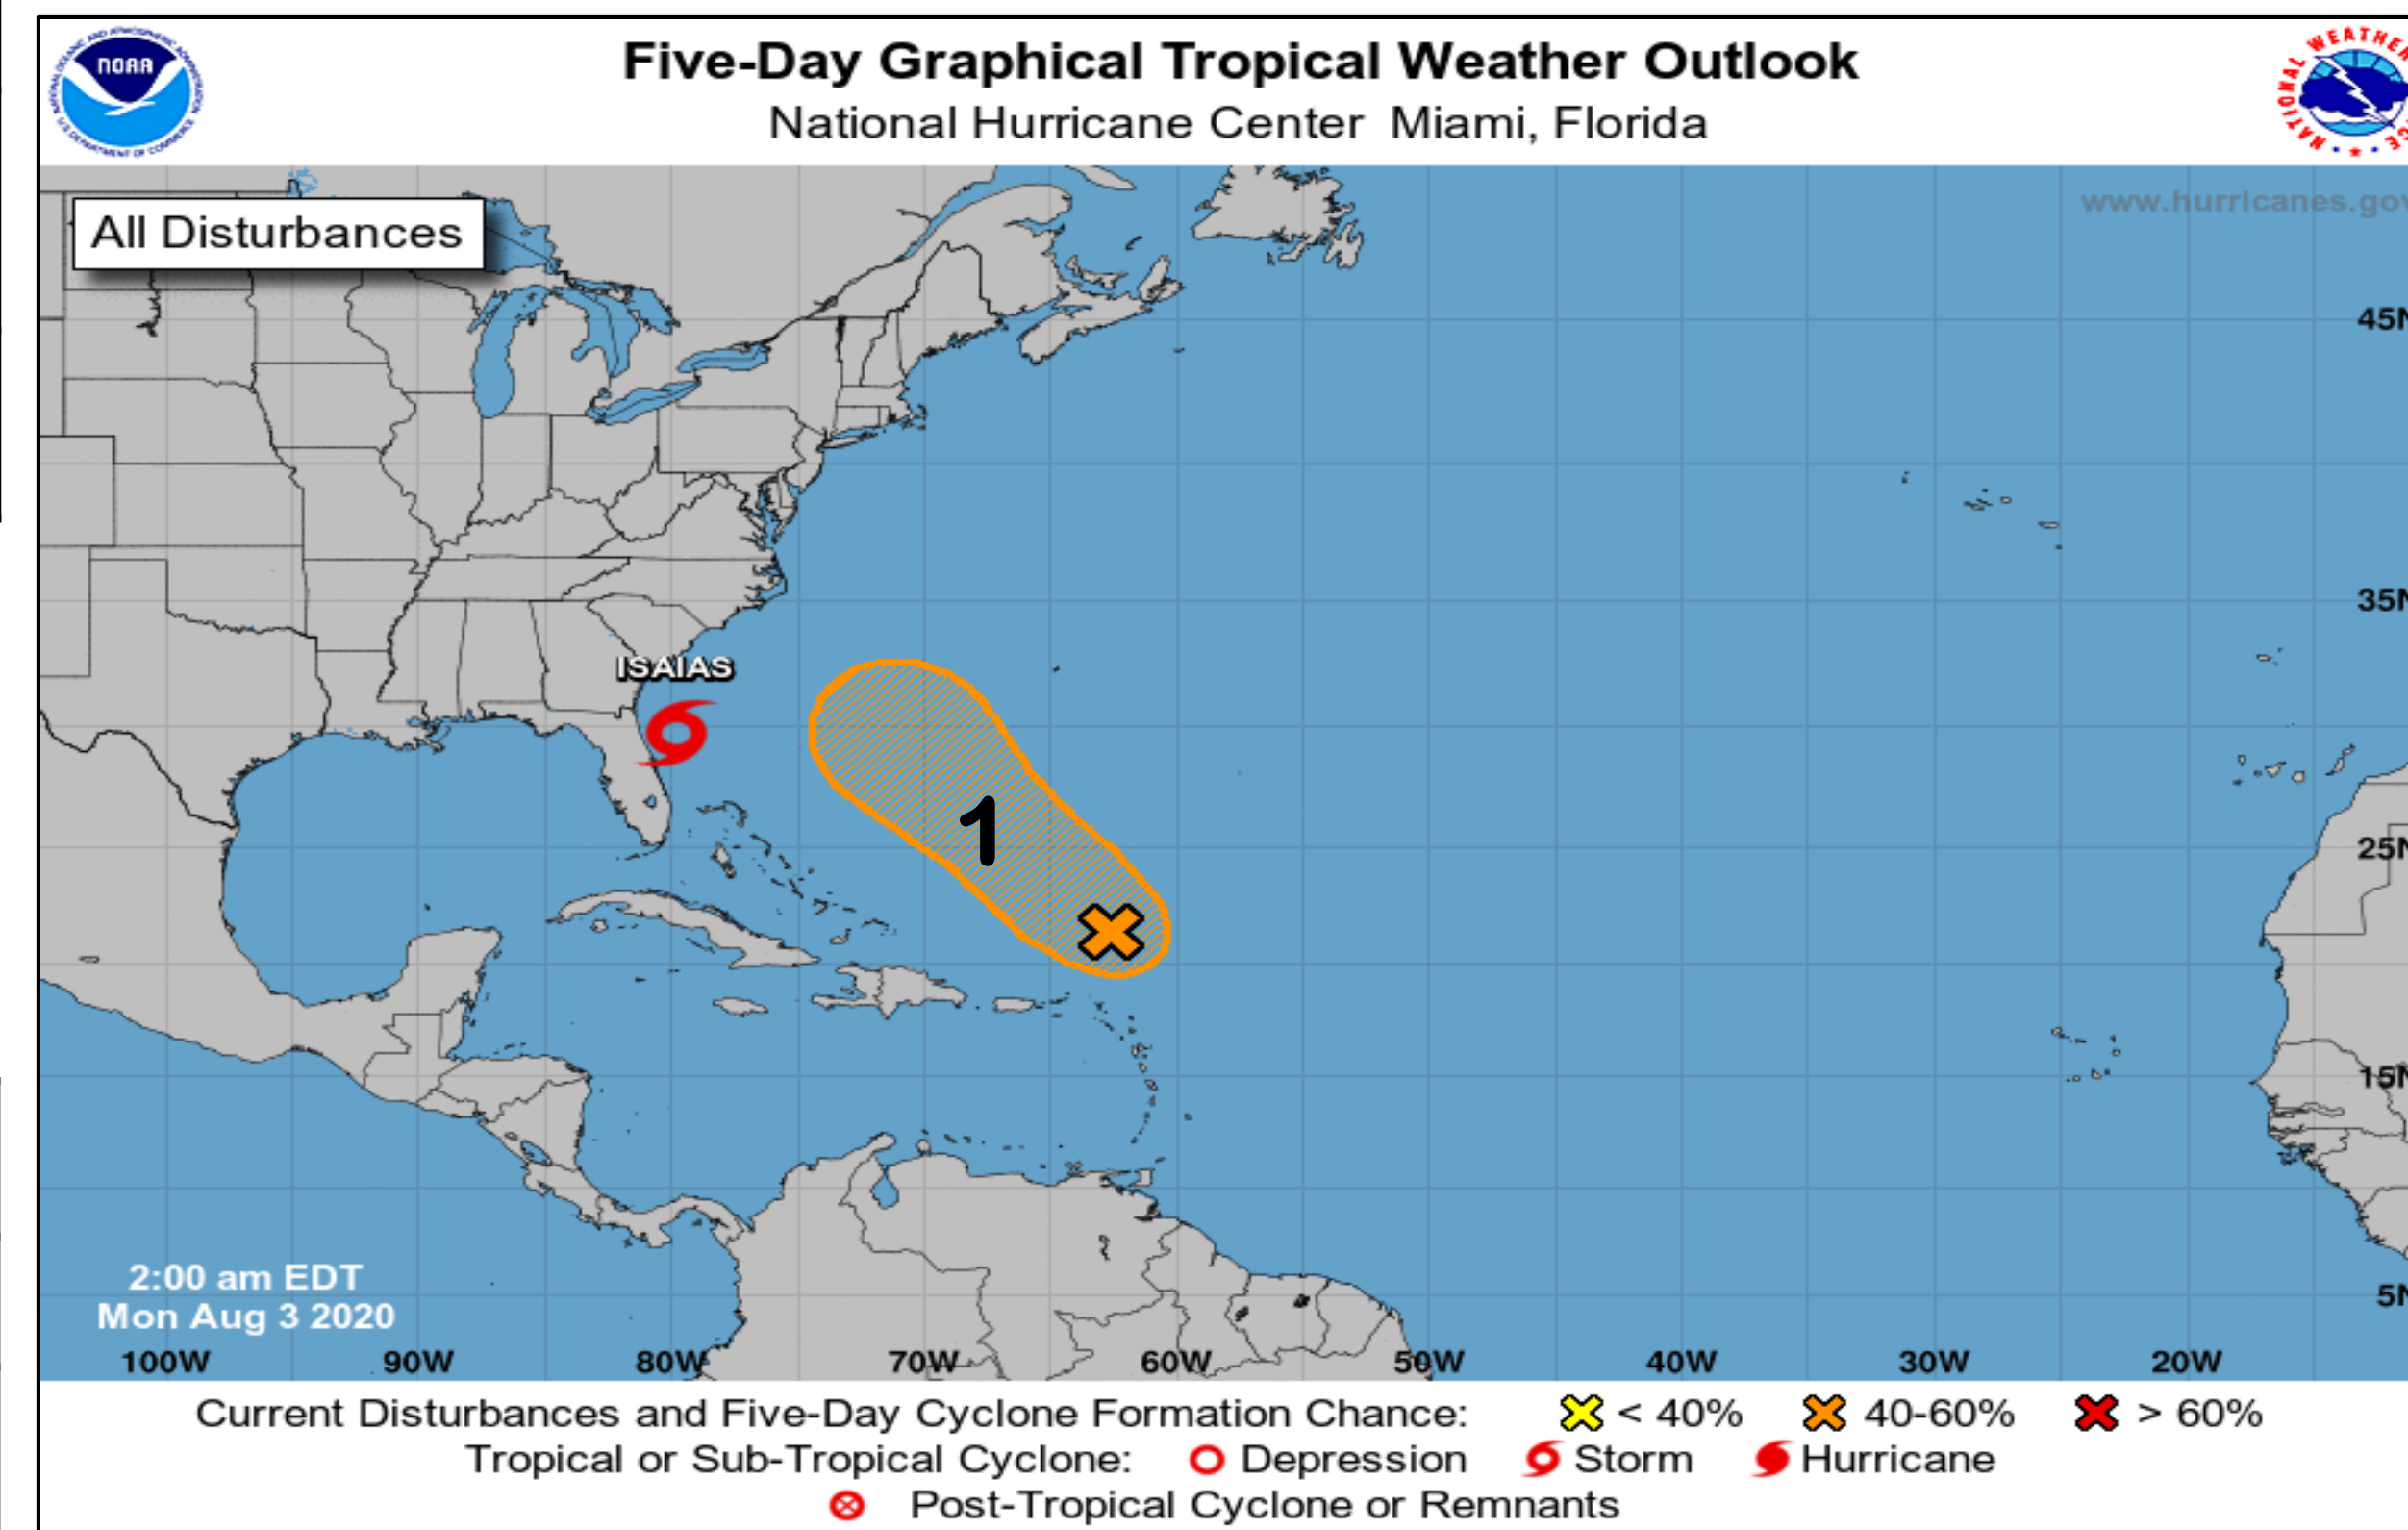 Five-Day Graphical Tropical Weather Outlook
National Hurricane Center Miami, Florida
NOAA
All Disturbances
www.hurricanes.gov
45N
35N
ISAIAS
1
25N
15N
5N
2:00 am EDT
Mon Aug 3 2020
100W 90W 80W 70W 60W 50W 40W 30W 20W
Current Disturbances and Five-Day Cyclone Formation Chance: < 40% 40-60% > 60%
Tropical or Sub-Tropical Cyclone: Depression Storm Hurricane
Post-Tropical Cyclone or Remnants